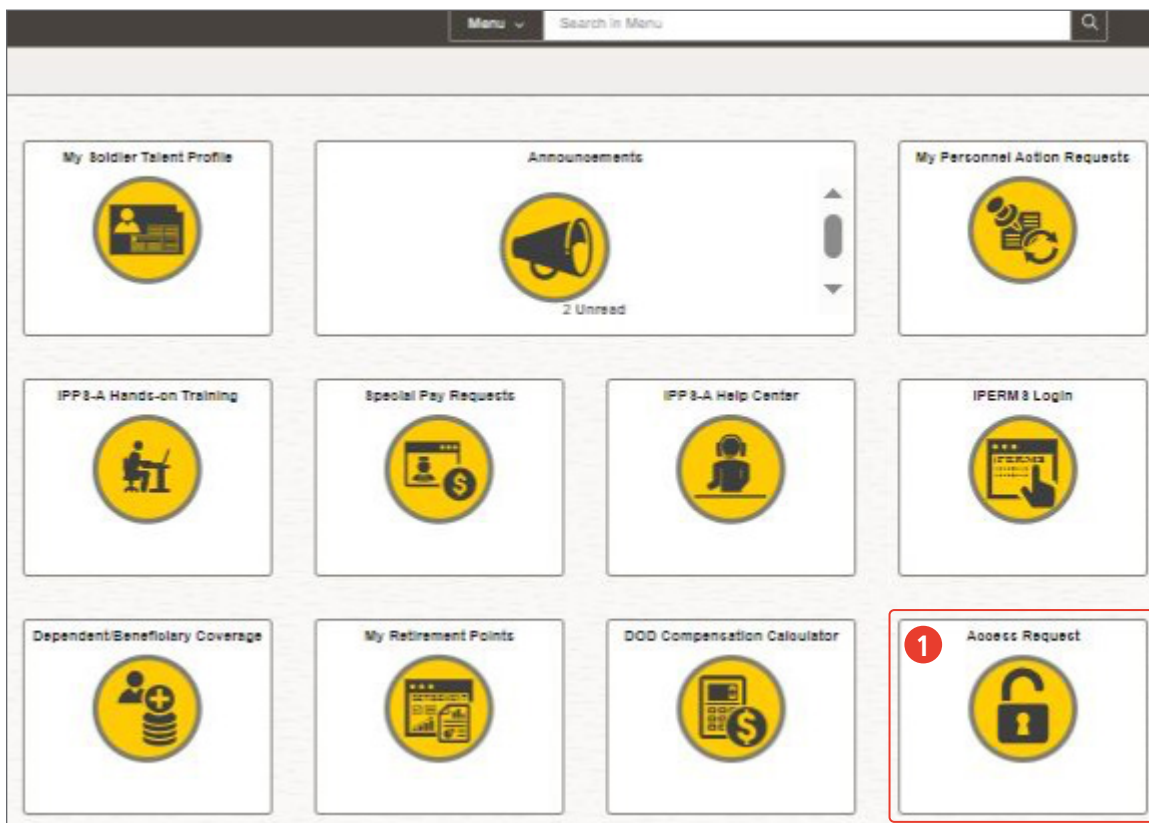 Menu Search in Menu
My Soldier Talent Profile
Announcements
2 Unread
My Personnel Action Requests
IPPS-A Hands-on Training
Special Pay Requests
IPPS-A Help Center
IPERMS Login
IPERMS
Dependent/Beneficiary Coverage
My Retirement Points
DOD Compensation Calculator
1 Access Request